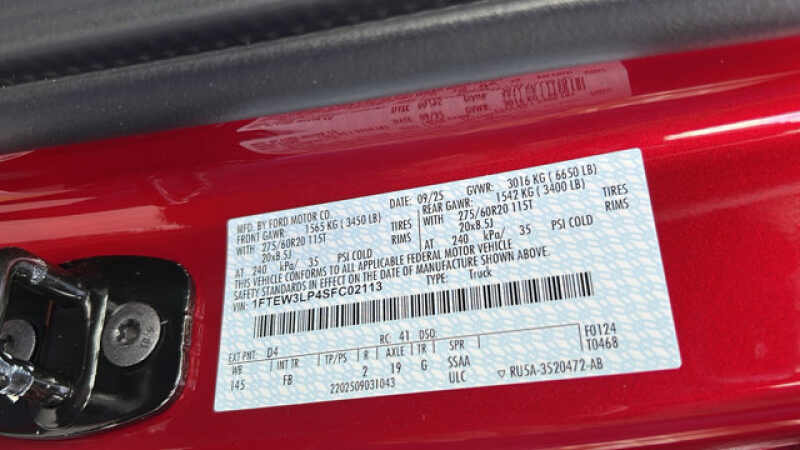 MFD. BY FORD MOTOR CO. DATE: 09/25 GVWR: 3016 KG ( 6650 LB)
FRONT GAWR: 1565 KG ( 3450 LB) REAR GAWR: 1542 KG ( 3400 LB)
WITH 275/60R20 115T TIRES WITH 275/60R20 115T TIRES
20x8.5J RIMS 20x8.5J RIMS
AT 240 kPa/ 35 PSI COLD AT 240 kPa/ 35 PSI COLD
THIS VEHICLE CONFORMS TO ALL APPLICABLE FEDERAL MOTOR VEHICLE
SAFETY STANDARDS IN EFFECT ON THE DATE OF MANUFACTURE SHOWN ABOVE.
VIN: 1FTEW3LP4SFC02113 TYPE: Truck
F0124
T0468
EXT PNT: D4 RC: 41 DSO:
WB INT TR TP/PS R AXLE TR SPR
145 FB 2 19 G SSAA
2202509031043 ULC RU5A-3520472-AB